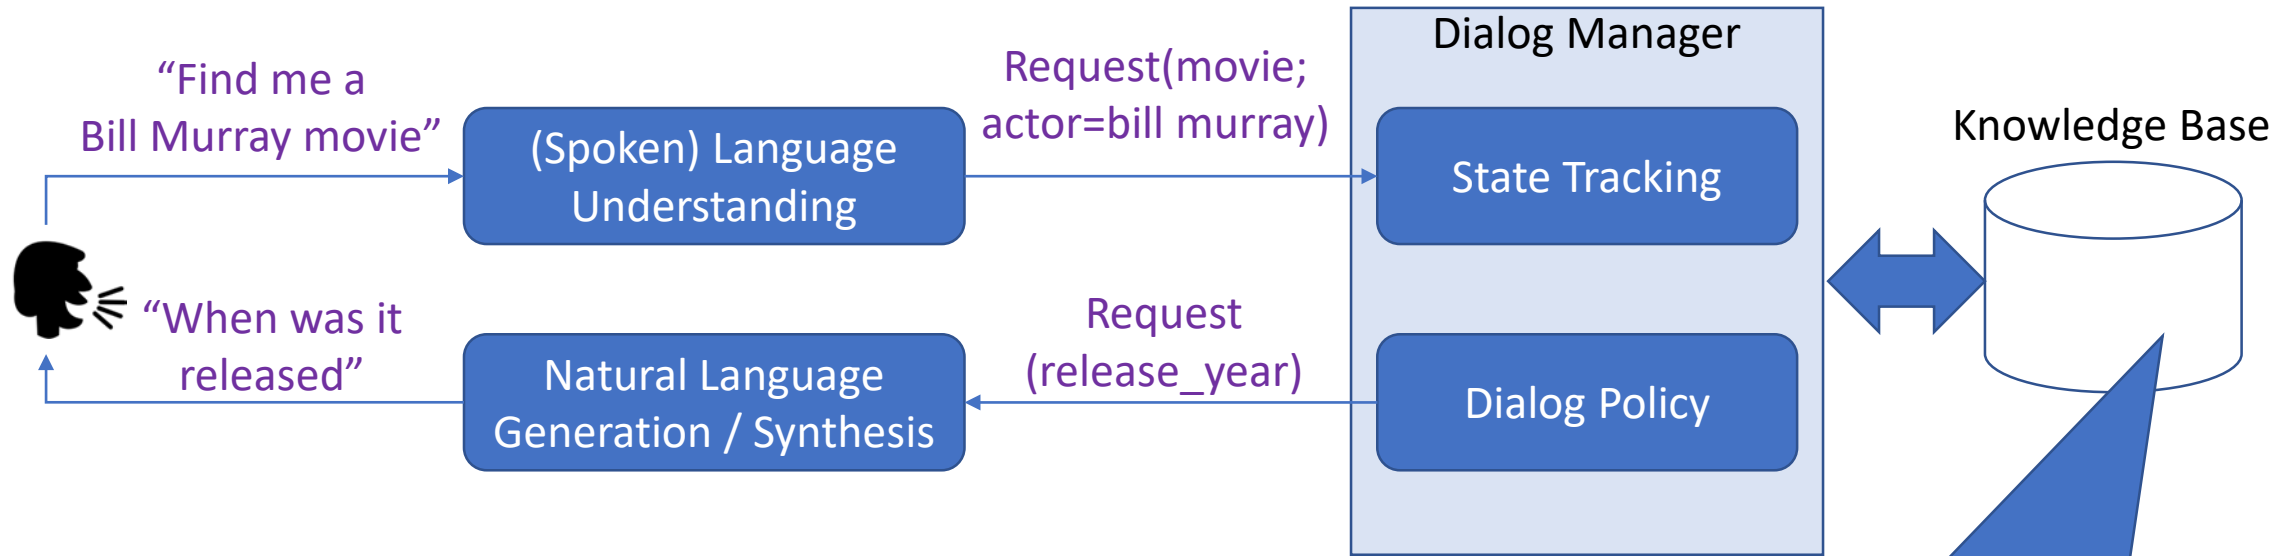 Dialog Manager
“Find me a
Bill Murray movie”
(Spoken) Language
Understanding
Request(movie;
actor=bill murray)
State Tracking
Knowledge Base
“When was it
released”
Natural Language
Generation / Synthesis
Request
(release_year)
Dialog Policy